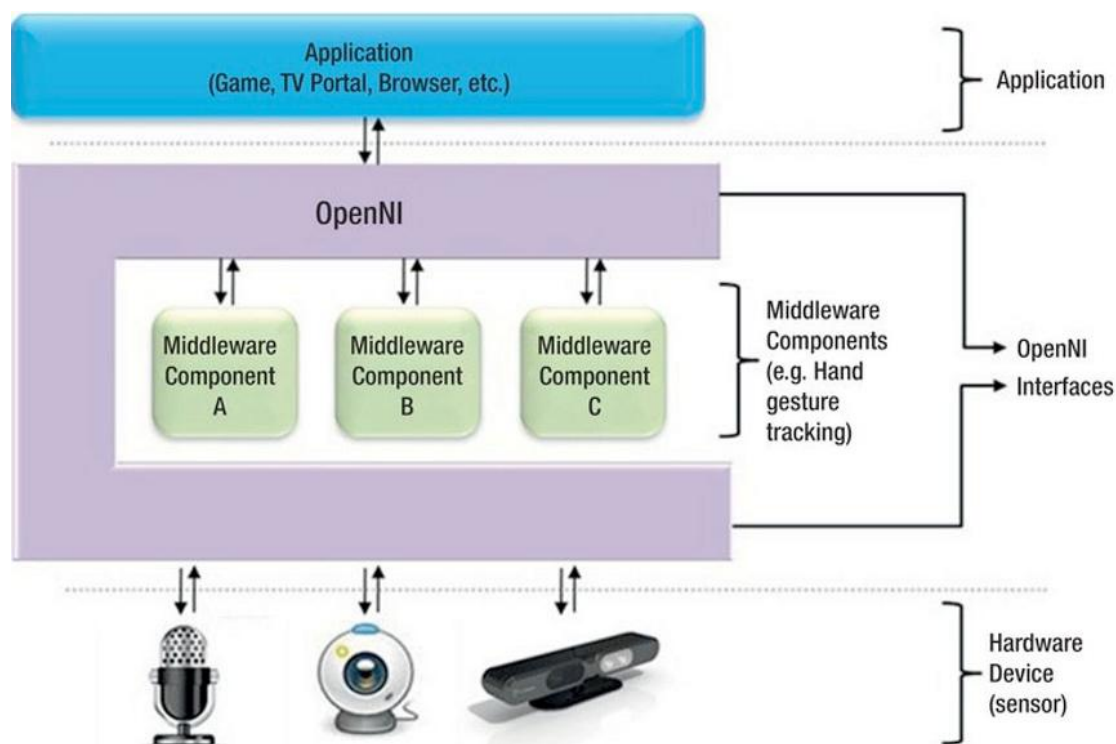 Application
(Game, TV Portal, Browser, etc.)
Application
OpenNI
Middleware
Component
A
Middleware
Component
B
Middleware
Component
C
Middleware
Components
(e.g. Hand
gesture
tracking)
OpenNI
Interfaces
Hardware
Device
(sensor)